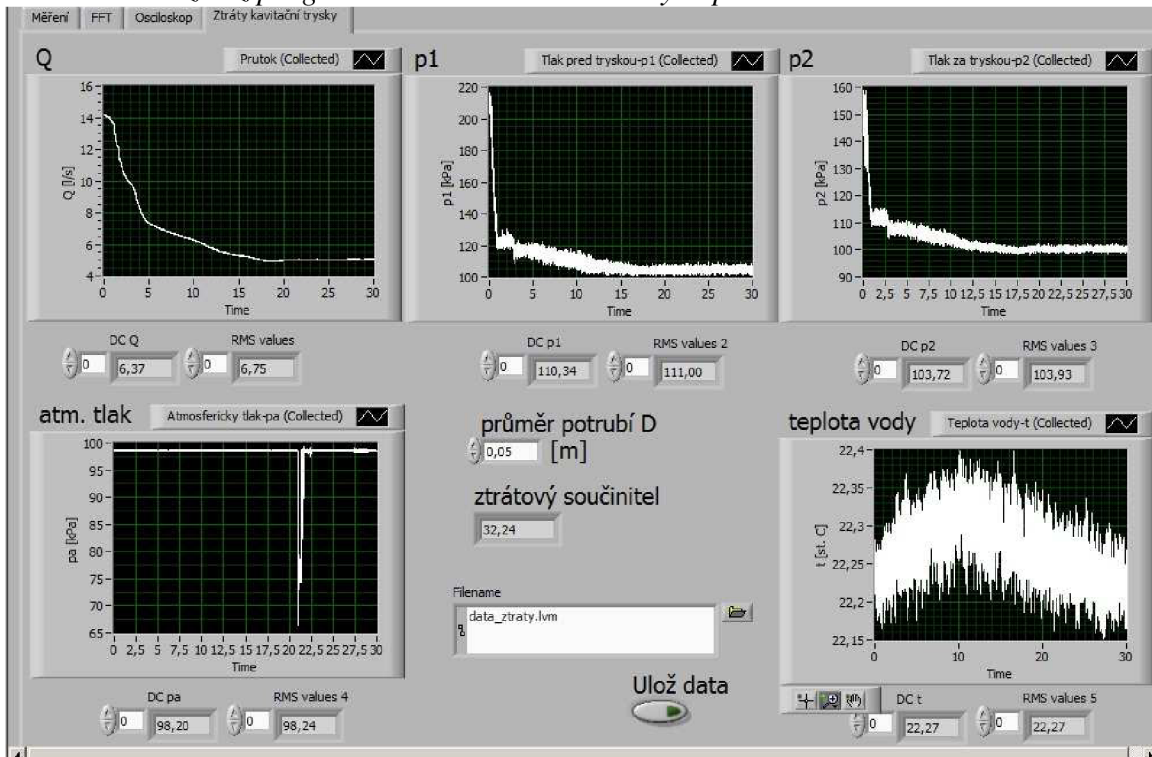 Měření FFT Osciloskop Ztráty kavitační trysky
Q Prutok (Collected)
16
14
12
10
8
6
4
Q [l/s]
0 5 10 15 20 25 30
Time
DC Q RMS values
0 6,37 0 6,75
p1 Tlak pred tryskou-p1 (Collected)
220
200
180
160
140
120
100
p1 [kPa]
0 5 10 15 20 25 30
Time
DC p1 RMS values 2
0 110,34 0 111,00
p2 Tlak za tryskou-p2 (Collected)
160
150
140
130
120
110
100
90
p2 [kPa]
0 2,5 5 7,5 10 12,5 15 17,5 20 22,5 25 27,5 30
Time
DC p2 RMS values 3
0 103,72 0 103,93
atm. tlak Atmosfericky tlak-pa (Collected)
100
95
90
85
80
75
70
65
pa [kPa]
0 2,5 5 7,5 10 12,5 15 17,5 20 22,5 25 27,5 30
Time
DC pa RMS values 4
0 98,20 0 98,24
průměr potrubí D
0,05 [m]
ztrátový součinitel
32,24
Filename
data_ztraty.lvm
Ulož data
teplota vody Teplota vody-t (Collected)
22,4
22,35
22,3
22,25
22,2
22,15
t [st. C]
0 10 20 30
Time
DC t RMS values 5
0 22,27 0 22,27